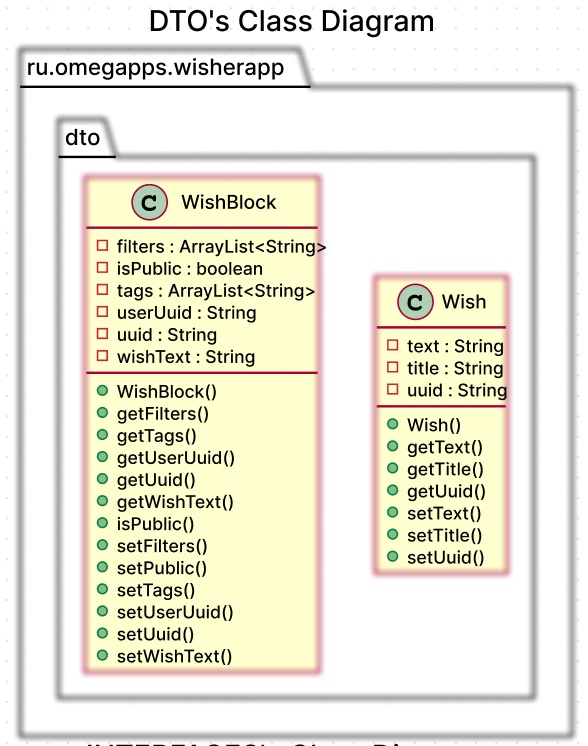 DTO's Class Diagram
ru.omegapps.wisherapp
dto
C WishBlock
filters : ArrayList<String>
isPublic : boolean
tags : ArrayList<String>
userUuid : String
uuid : String
wishText : String
WishBlock()
getFilters()
getTags()
getUserUuid()
getUuid()
getWishText()
isPublic()
setFilters()
setPublic()
setTags()
setUserUuid()
setUuid()
setWishText()
C Wish
text : String
title : String
uuid : String
Wish()
getText()
getTitle()
getUuid()
setText()
setTitle()
setUuid()